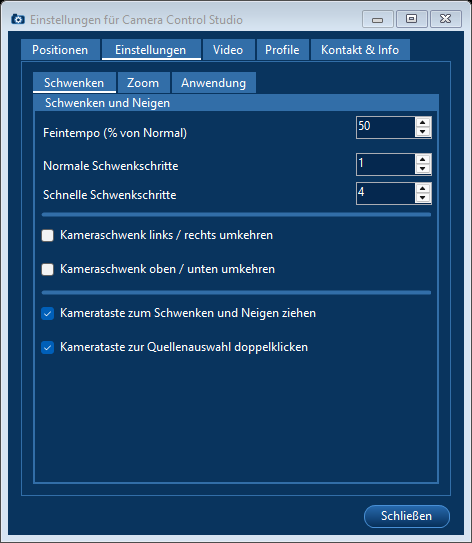 Einstellungen für Camera Control Studio
Positionen Einstellungen Video Profile Kontakt & Info
Schwenken Zoom Anwendung
Schwenken und Neigen
Feintempo (% von Normal) 50
Normale Schwenkschritte 1
Schnelle Schwenkschritte 4
Kameraschwenk links / rechts umkehren
Kameraschwenk oben / unten umkehren
Kamerataste zum Schwenken und Neigen ziehen
Kamerataste zur Quellenauswahl doppelklicken
Schließen